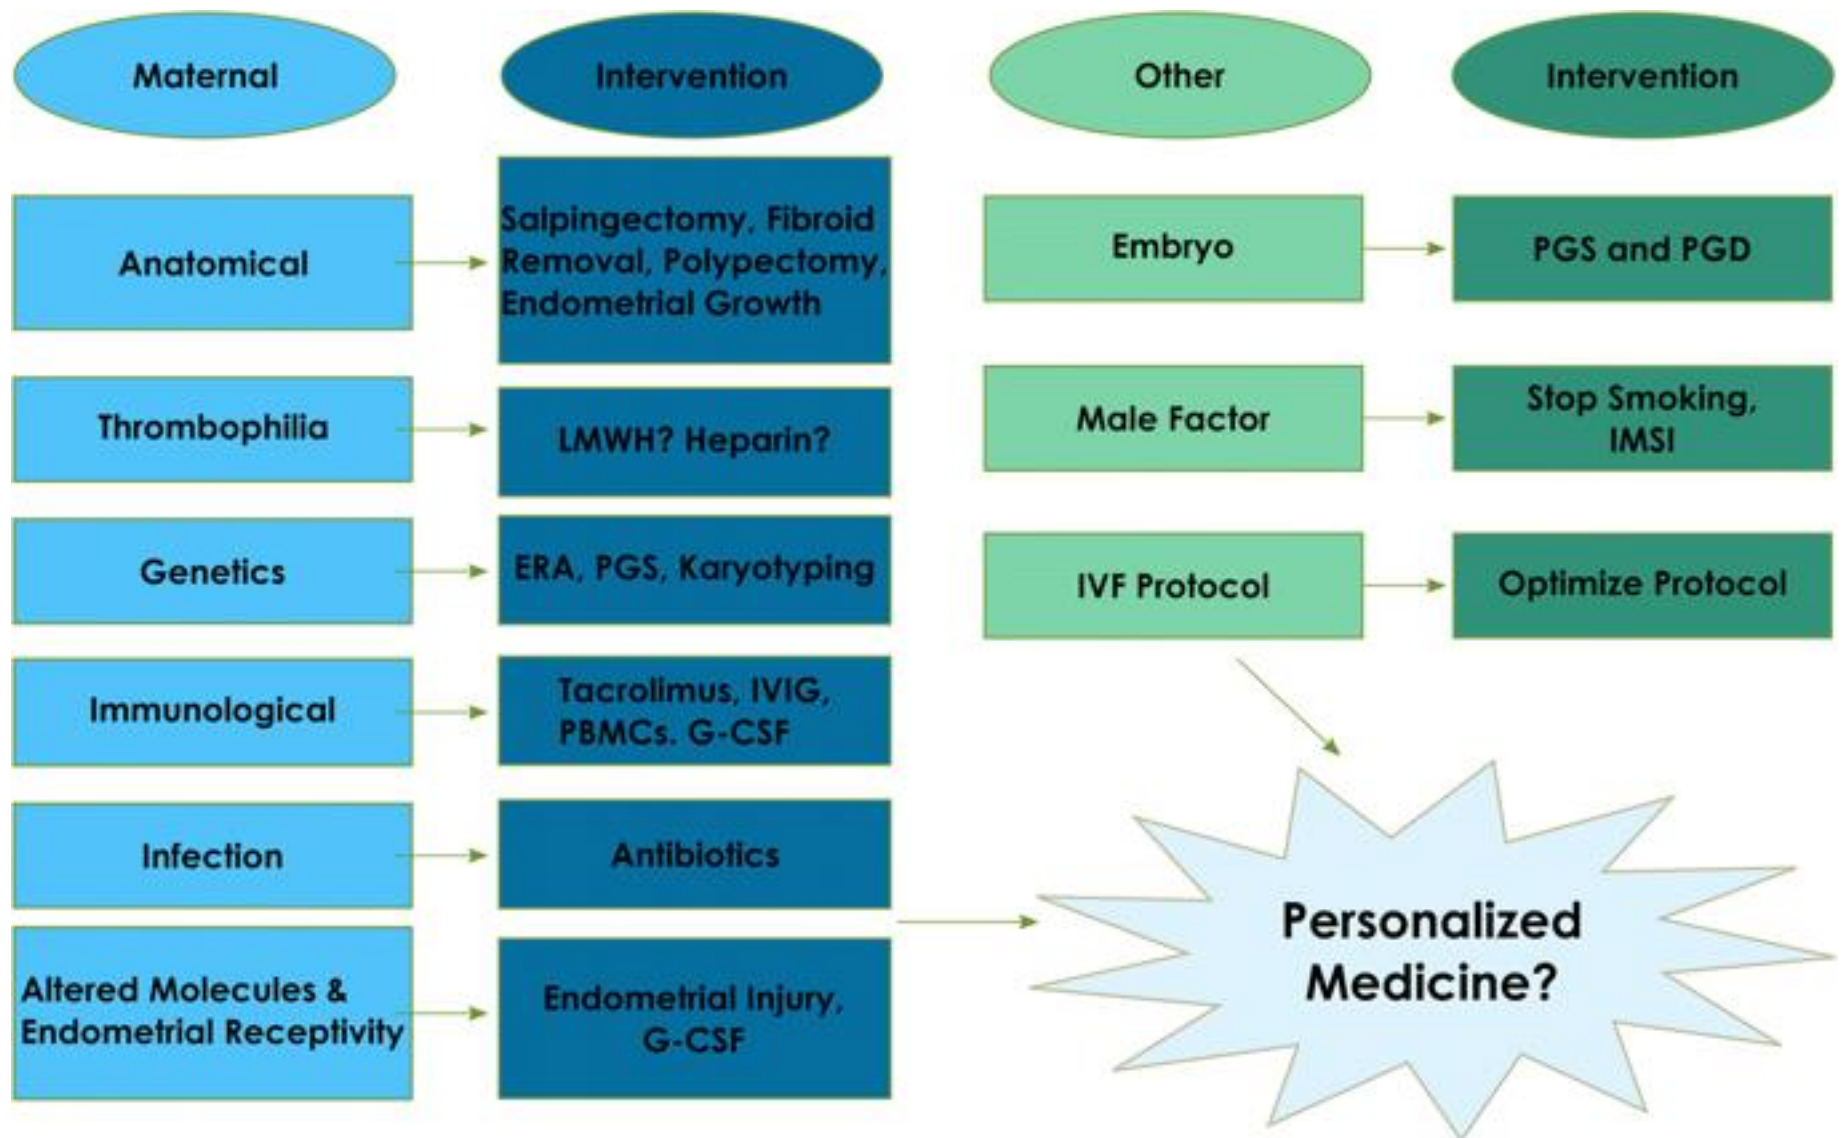 Maternal
Intervention
Other
Intervention
Anatomical
Salpingectomy, Fibroid
Removal, Polypectomy,
Endometrial Growth
Embryo
PGS and PGD
Thrombophilia
LMWH? Heparin?
Male Factor
Stop Smoking,
IMSI
Genetics
ERA, PGS, Karyotyping
IVF Protocol
Optimize Protocol
Immunological
Tacrolimus, IVIG,
PBMCs. G-CSF
Infection
Antibiotics
Altered Molecules &
Endometrial Receptivity
Endometrial Injury,
G-CSF
Personalized
Medicine?